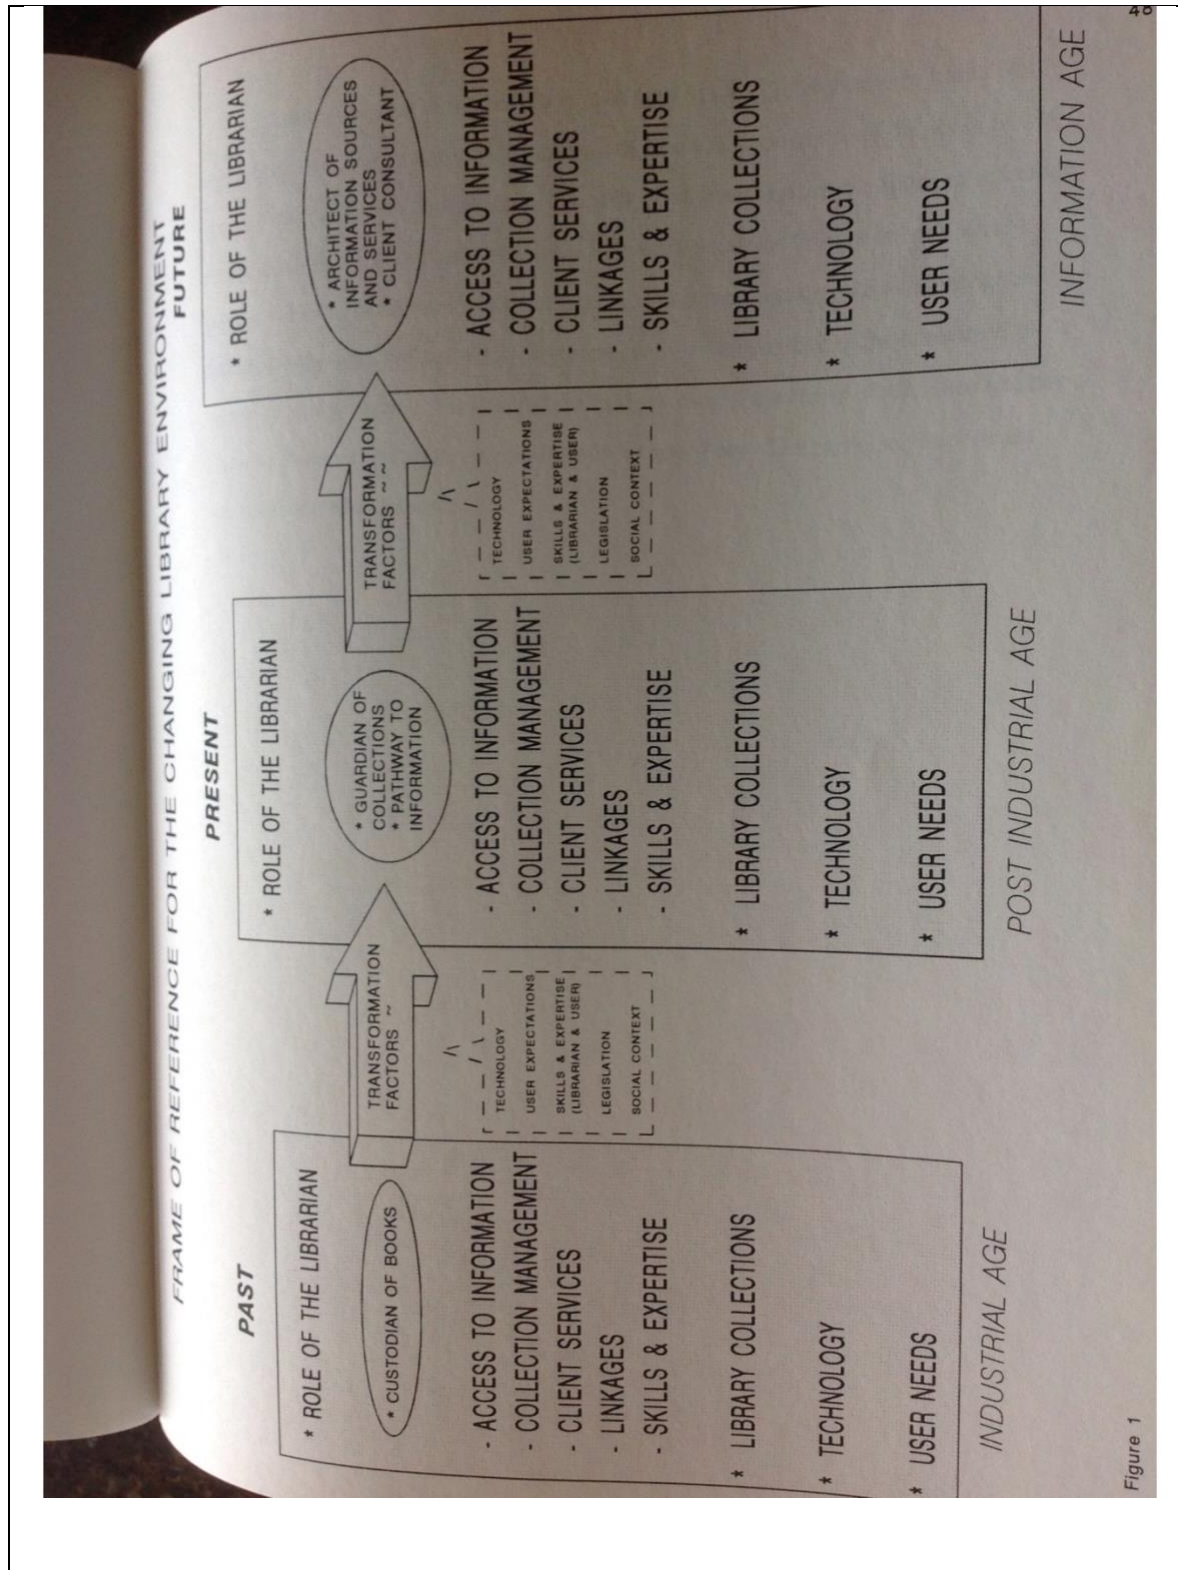 FRAME OF REFERENCE FOR THE CHANGING LIBRARY ENVIRONMENT
PAST
* ROLE OF THE LIBRARIAN
* CUSTODIAN OF BOOKS
- ACCESS TO INFORMATION
- COLLECTION MANAGEMENT
- CLIENT SERVICES
- LINKAGES
- SKILLS & EXPERTISE
* LIBRARY COLLECTIONS
* TECHNOLOGY
* USER NEEDS
INDUSTRIAL AGE
TRANSFORMATION
FACTORS ~
TECHNOLOGY
USER EXPECTATIONS
SKILLS & EXPERTISE
(LIBRARIAN & USER)
LEGISLATION
SOCIAL CONTEXT
PRESENT
* ROLE OF THE LIBRARIAN
* GUARDIAN OF
COLLECTIONS
* PATHWAY TO
INFORMATION
- ACCESS TO INFORMATION
- COLLECTION MANAGEMENT
- CLIENT SERVICES
- LINKAGES
- SKILLS & EXPERTISE
* LIBRARY COLLECTIONS
* TECHNOLOGY
* USER NEEDS
POST INDUSTRIAL AGE
TRANSFORMATION
FACTORS ~ ~
TECHNOLOGY
USER EXPECTATIONS
SKILLS & EXPERTISE
(LIBRARIAN & USER)
LEGISLATION
SOCIAL CONTEXT
FUTURE
* ROLE OF THE LIBRARIAN
* ARCHITECT OF
INFORMATION SOURCES
AND SERVICES
* CLIENT CONSULTANT
- ACCESS TO INFORMATION
- COLLECTION MANAGEMENT
- CLIENT SERVICES
- LINKAGES
- SKILLS & EXPERTISE
* LIBRARY COLLECTIONS
* TECHNOLOGY
* USER NEEDS
INFORMATION AGE
Figure 1